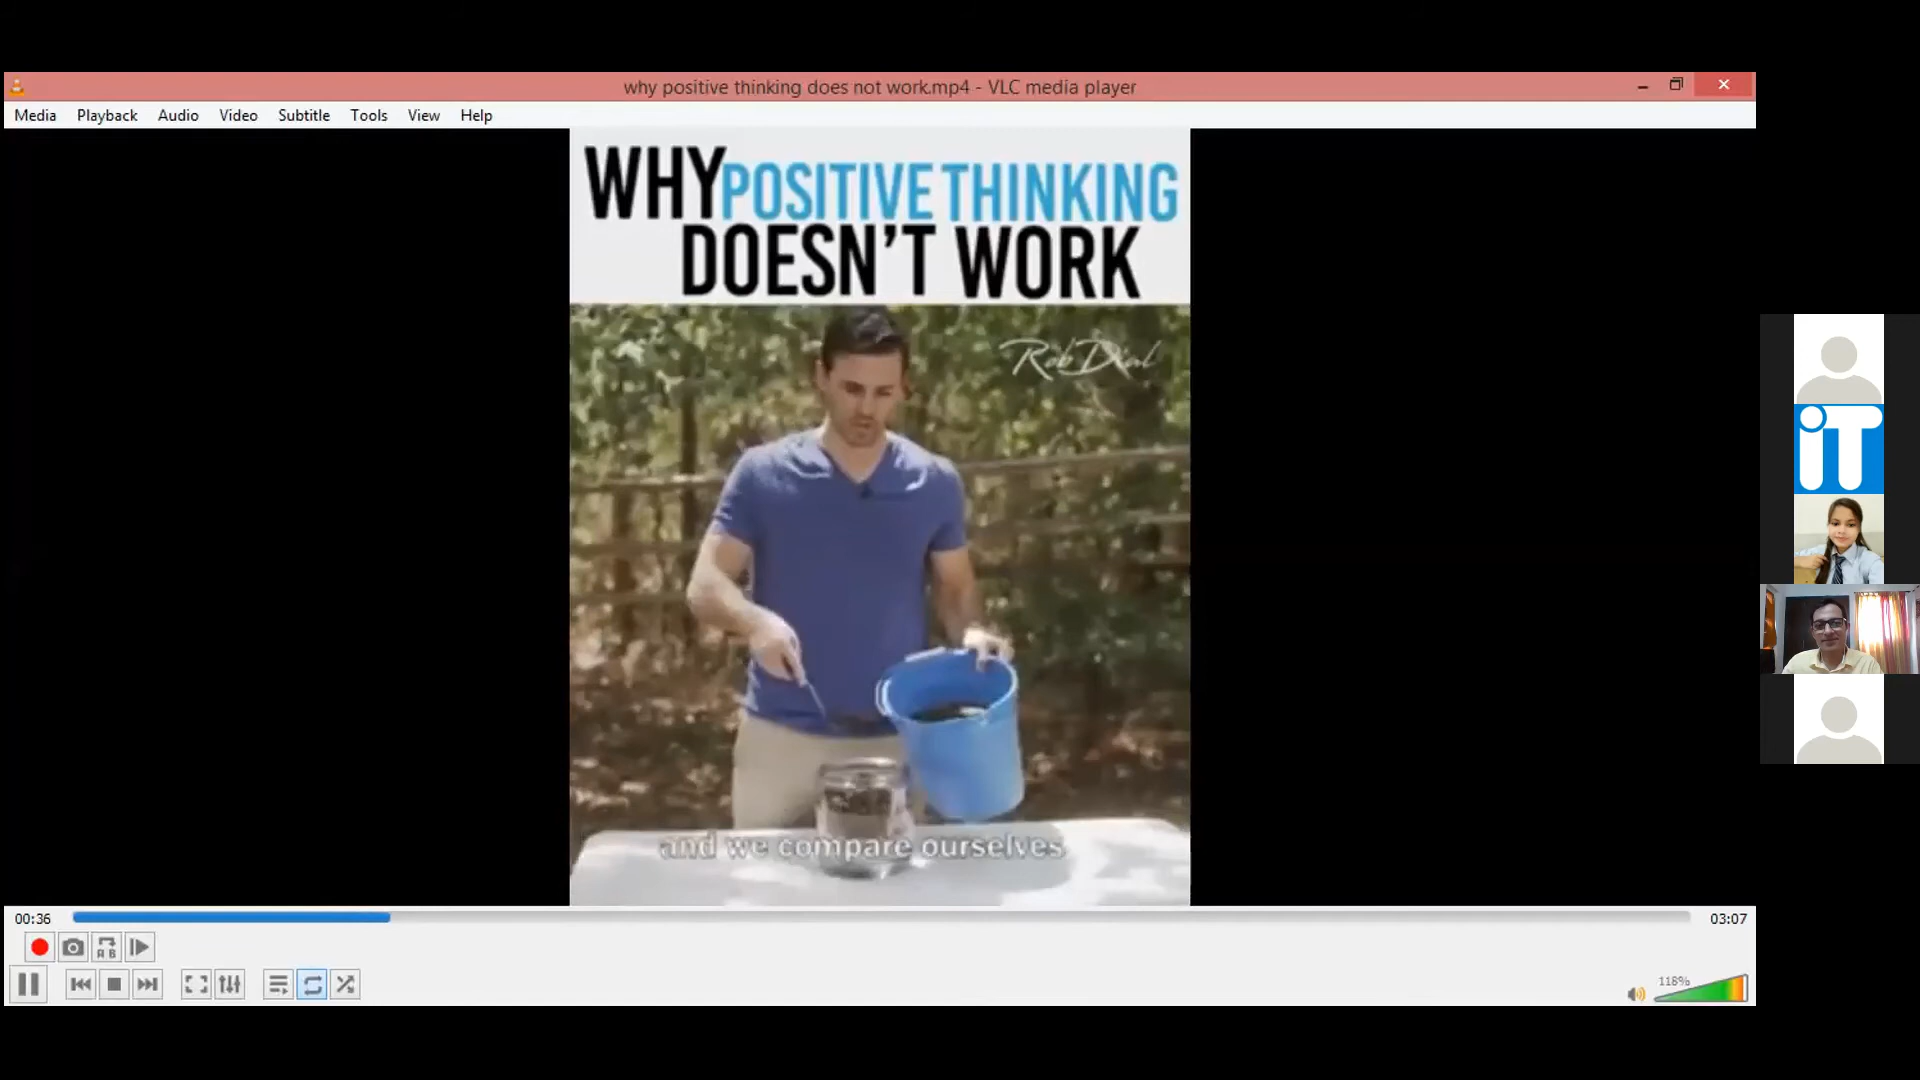 why positive thinking does not work.mp4 - VLC media player
Media Playback Audio Video Subtitle Tools View Help
WHY POSITIVE THINKING
DOESN'T WORK
Rob Dial
and we compare ourselves
00:36
03:07
A B
118%
iT